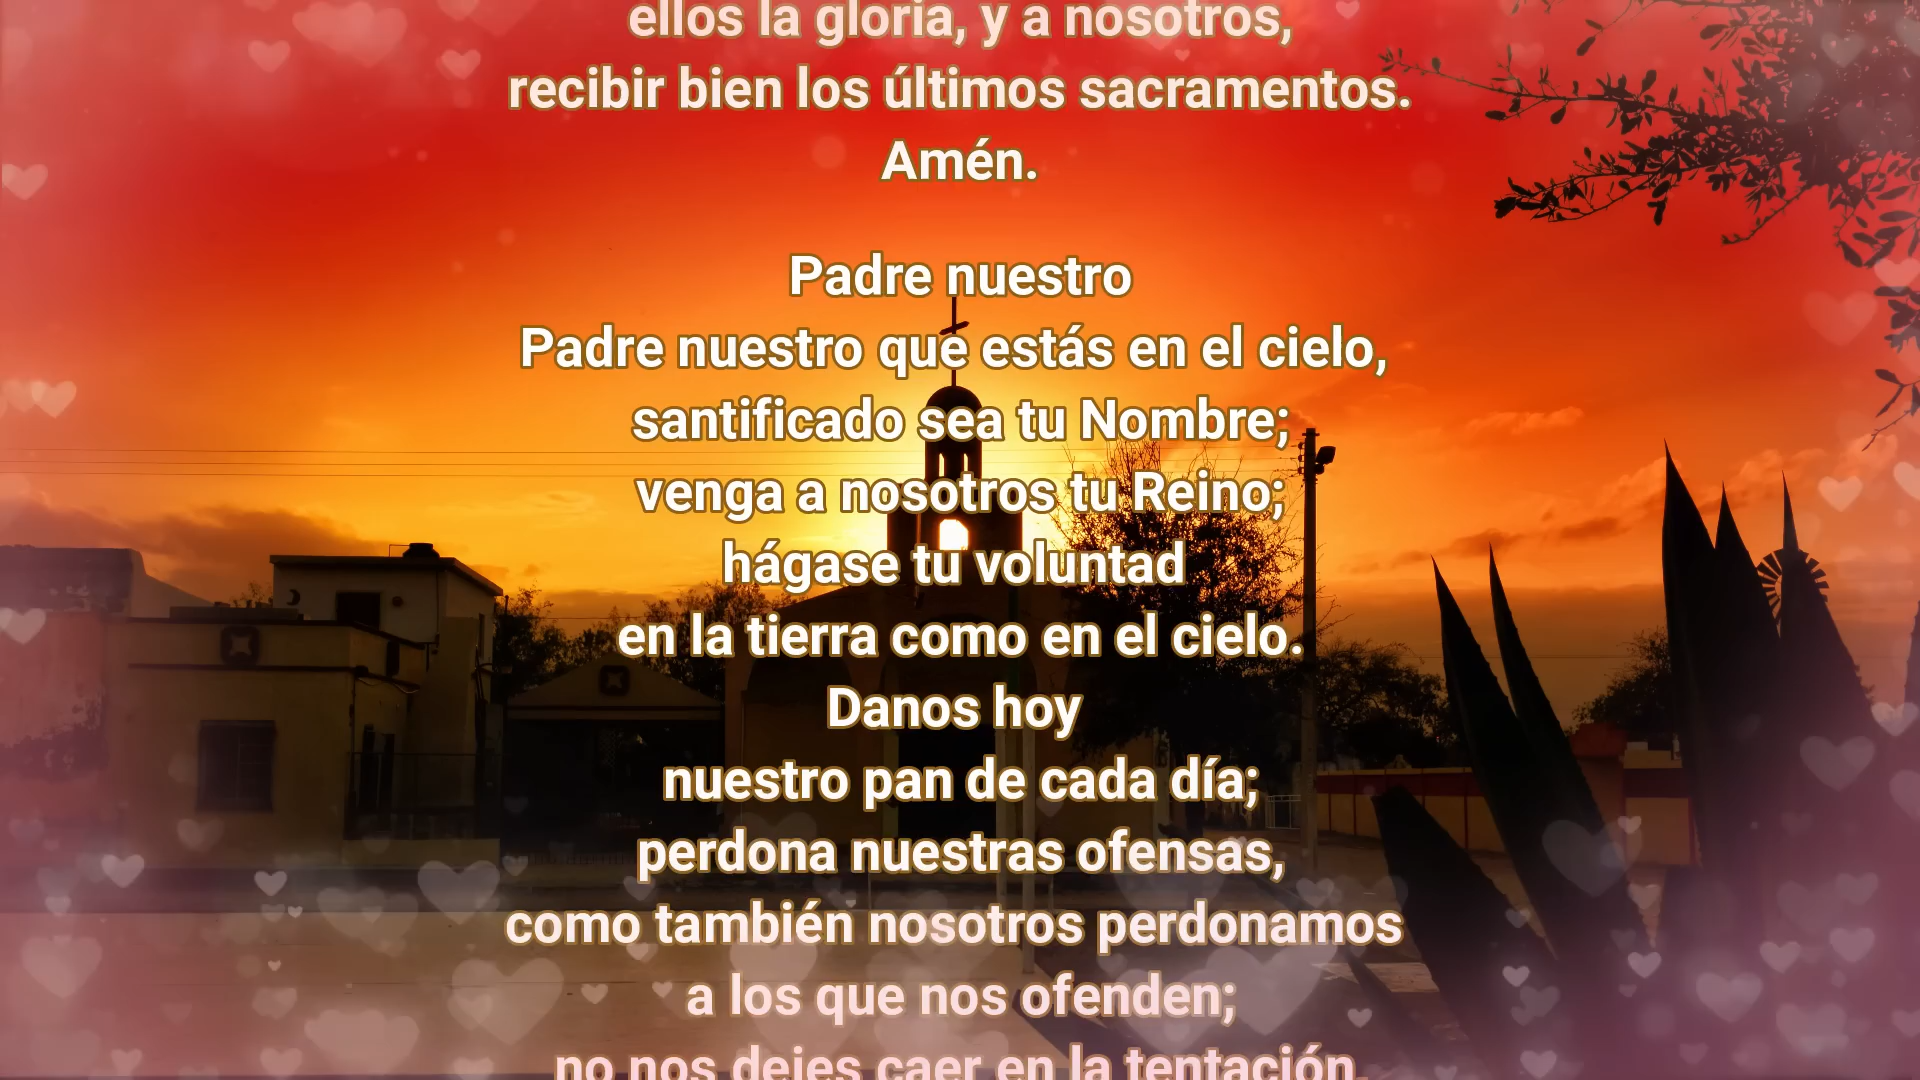 ellos la gloria, y a nosotros,
recibir bien los últimos sacramentos.
Amén.
Padre nuestro
Padre nuestro que estás en el cielo,
santificado sea tu Nombre;
venga a nosotros tu Reino;
hágase tu voluntad
en la tierra como en el cielo.
Danos hoy
nuestro pan de cada día;
perdona nuestras ofensas,
como también nosotros perdonamos
a los que nos ofenden;
no nos dejes caer en la tentación,